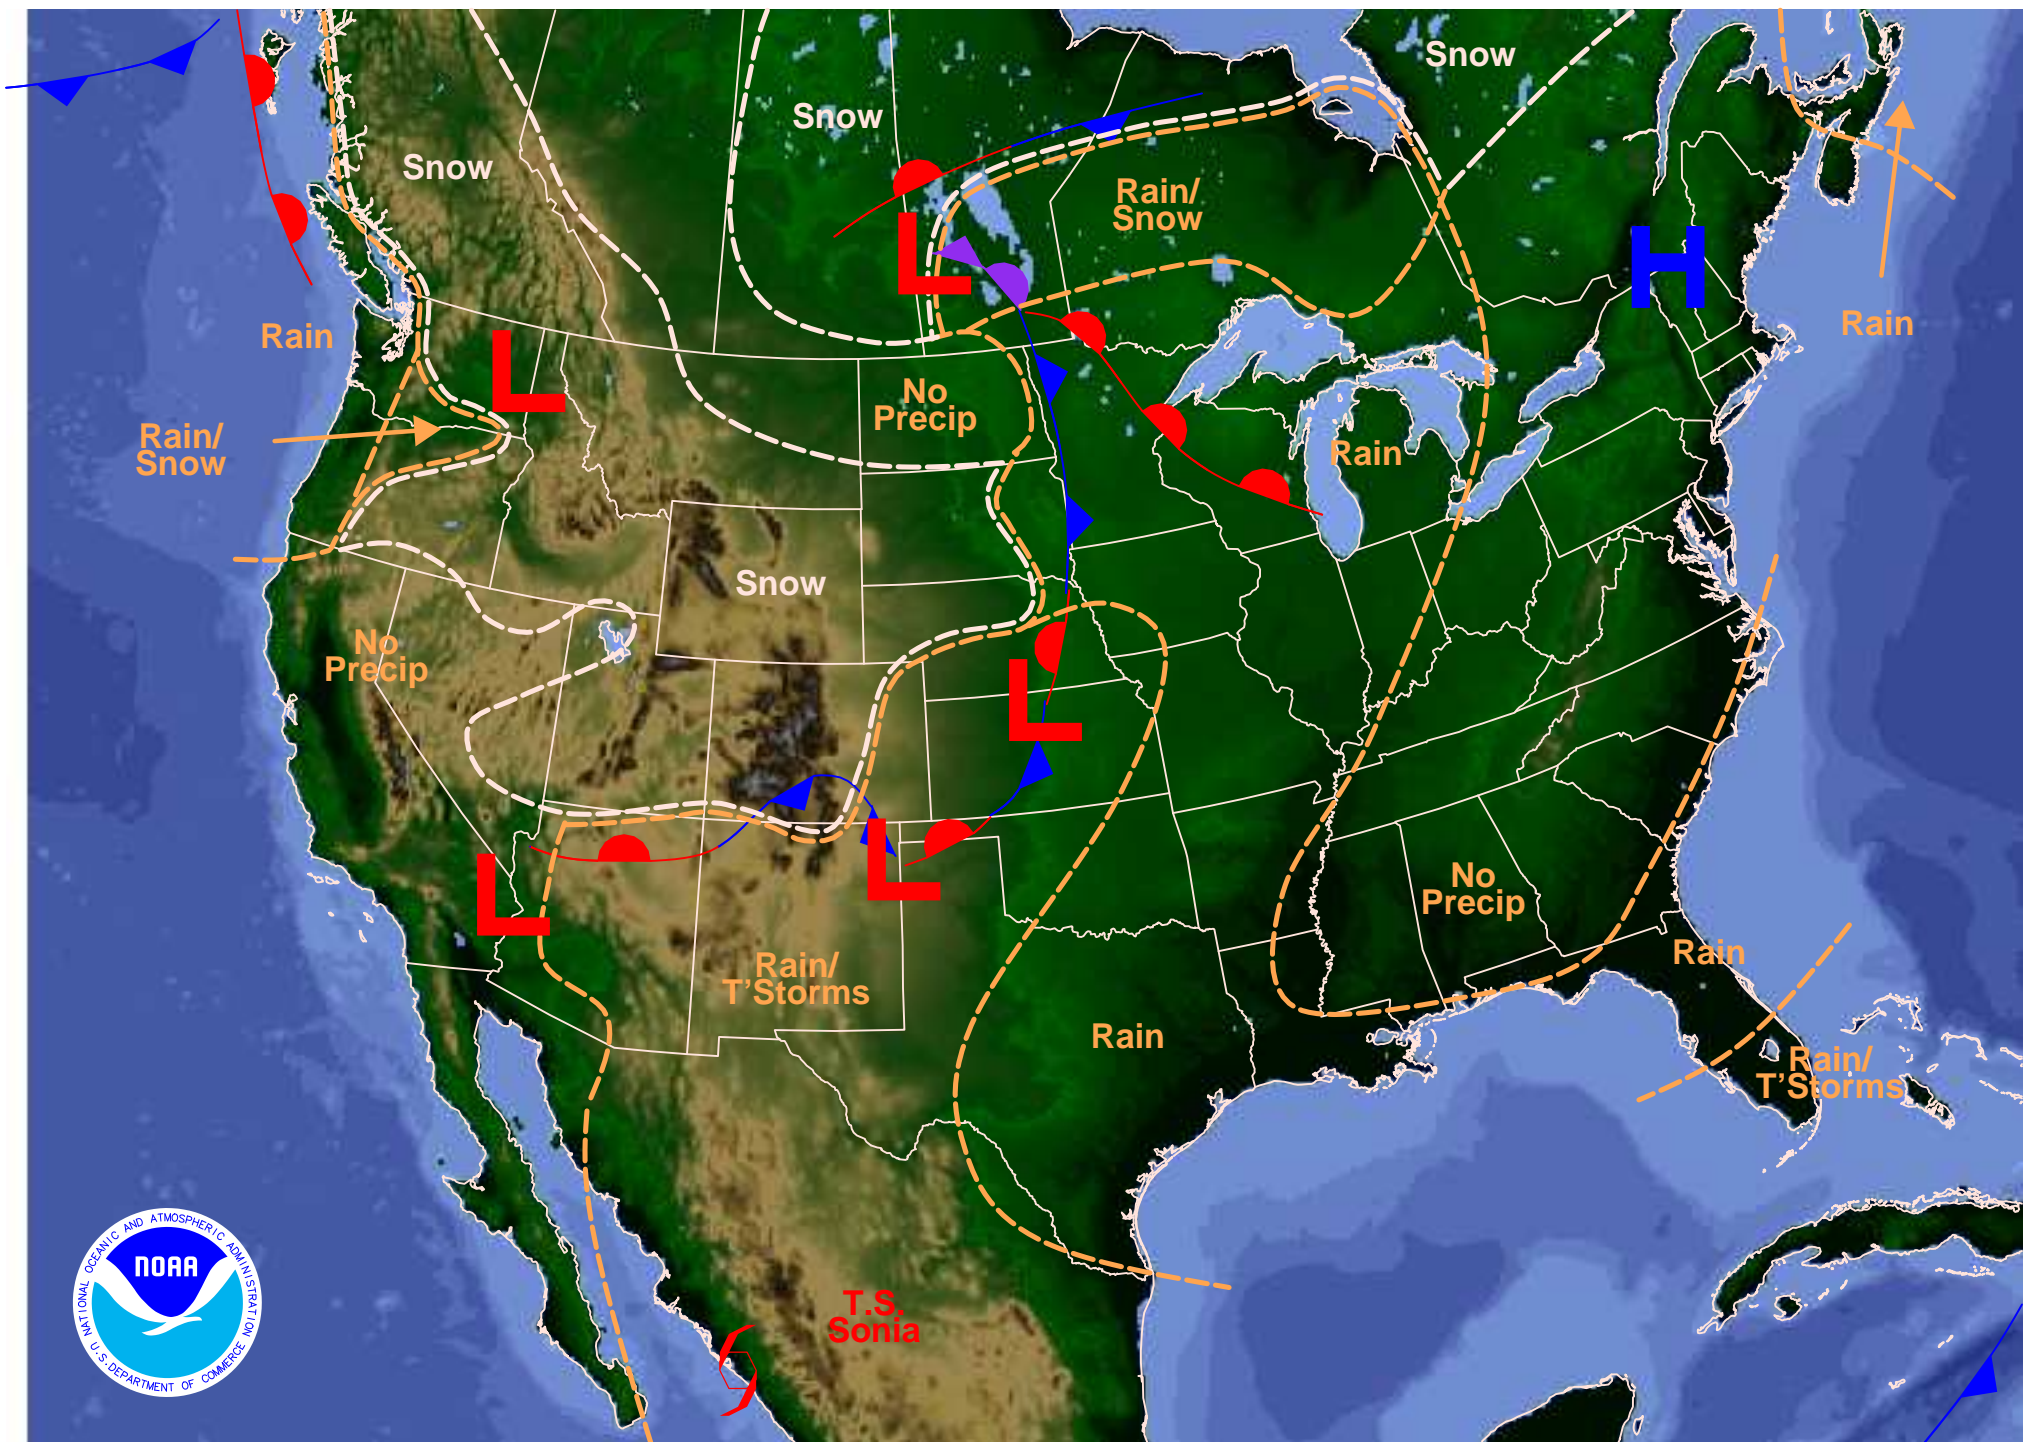 Snow
Snow
Snow
Rain/
Snow
L
H
Rain
Rain
L
No
Precip
Rain/
Snow
Rain
Snow
No
Precip
L
L
L
No
Precip
Rain
Rain/
T'Storms
Rain
Rain/
T'Storms
T.S.
Sonia
NOAA
NATIONAL OCEANIC AND ATMOSPHERIC ADMINISTRATION
U.S. DEPARTMENT OF COMMERCE